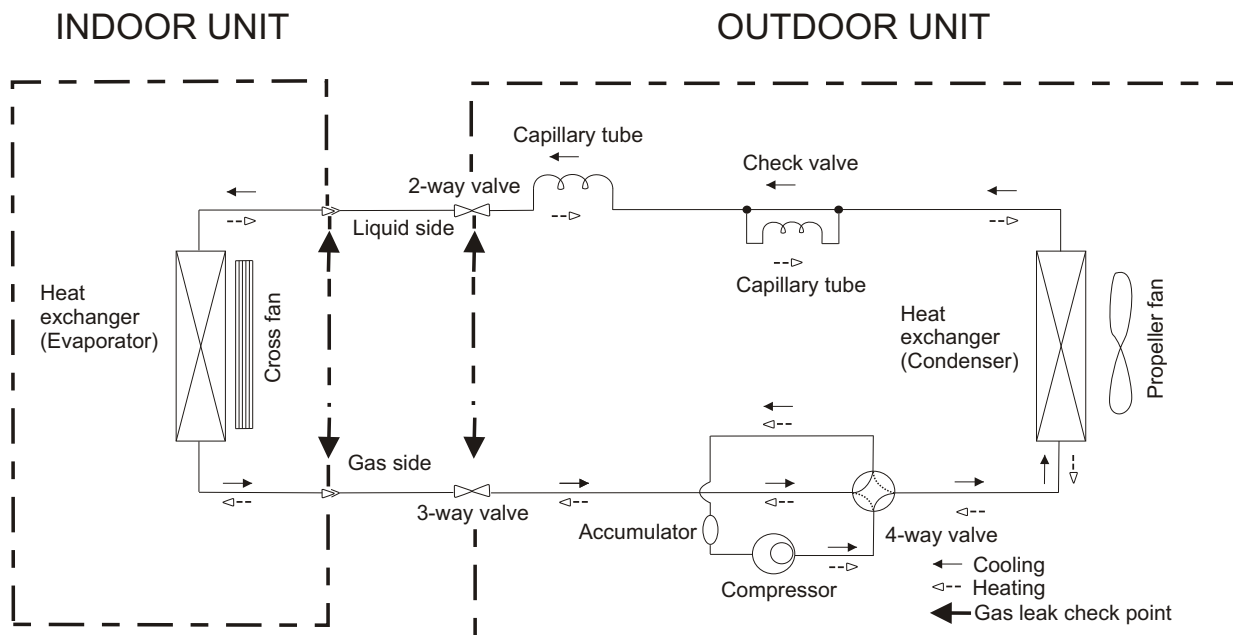 INDOOR UNIT
OUTDOOR UNIT
Capillary tube
Check valve
2-way valve
Liquid side
Capillary tube
Heat
exchanger
(Evaporator)
Cross fan
Heat
exchanger
(Condenser)
Propeller fan
Gas side
3-way valve
Accumulator
4-way valve
Compressor
Cooling
Heating
Gas leak check point